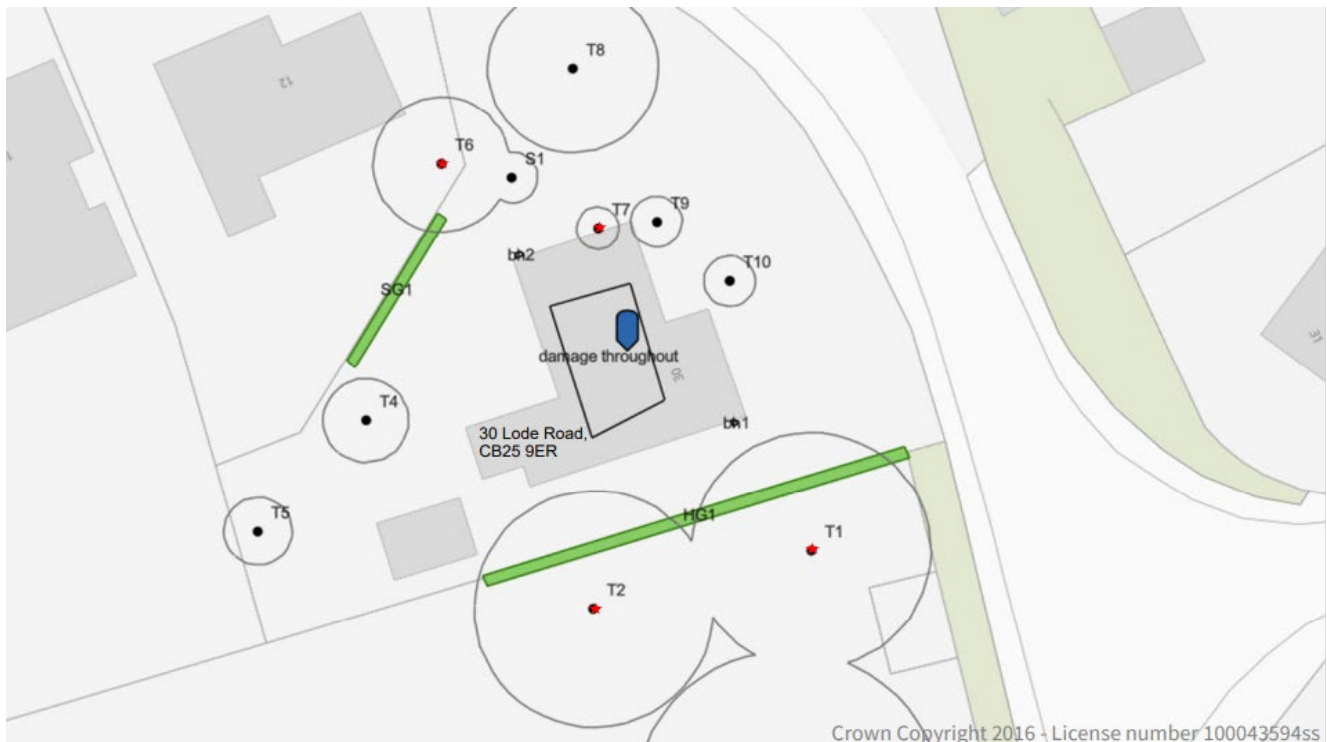 T8
12
T6
S1
T7
T9
bh2
T10
SG1
damage throughout
30
31
T4
bh1
30 Lode Road,
CB25 9ER
T5
HG1
T1
T2
Crown Copyright 2016 - License number 100043594ss